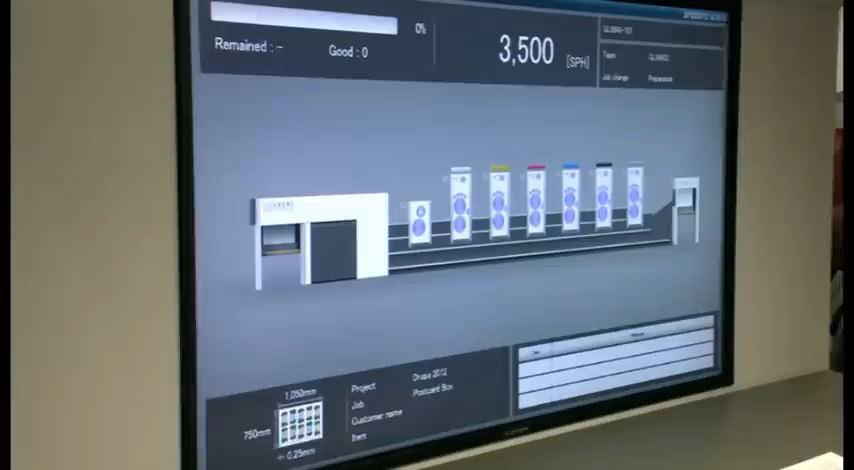 0%
Remained : -
Good : 0
3,500
[SPH]
Team
Job change
Preparation
1,050mm
750mm
0.25mm
Project
Drupa 2012
Job
Postcard Box
Customer name
Item